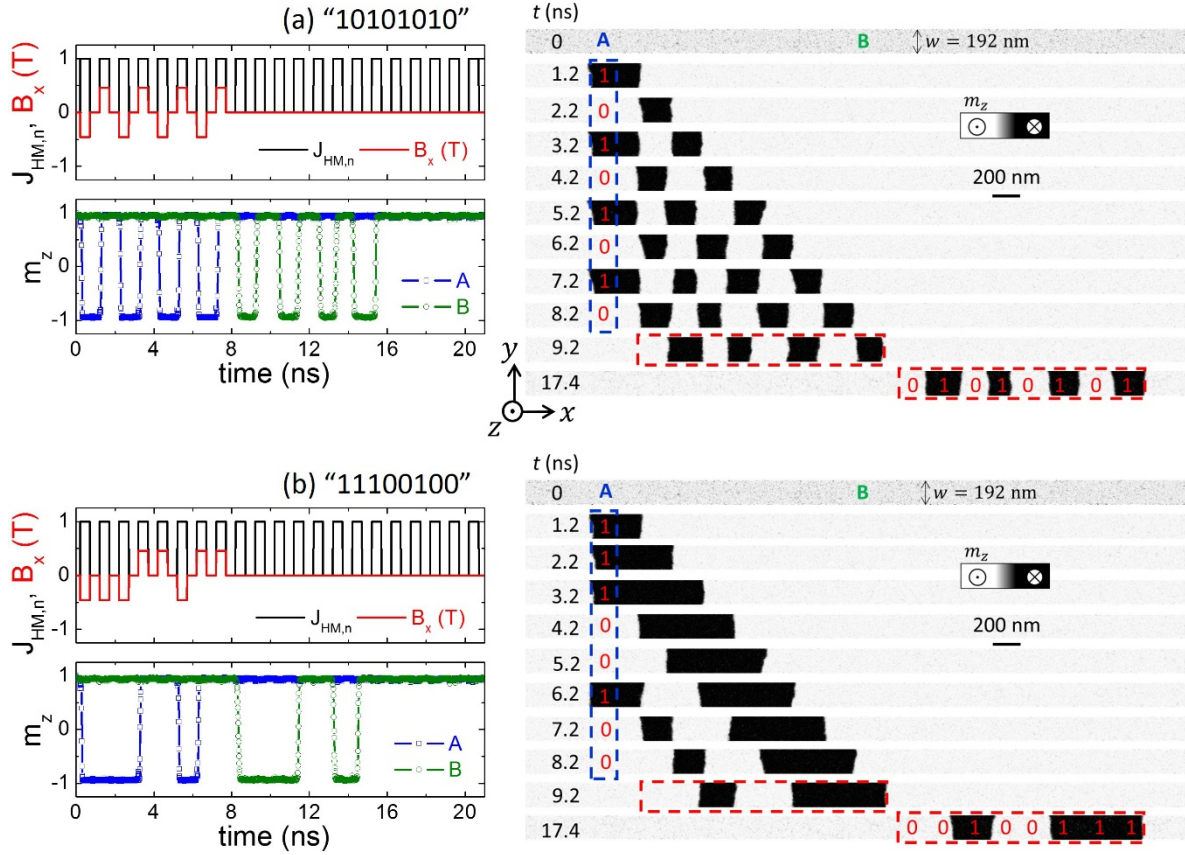 (a) “10101010”
J_HM,n, B_x (T)
1
0
-1
J_HM,n B_x (T)
m_z
1
0
-1
A
B
0 4 8 12 16 20
time (ns)
t (ns)
0 A B w = 192 nm
1.2 1
2.2 0
3.2 1
4.2 0
5.2 1
6.2 0
7.2 1
8.2 0
9.2
17.4 0 1 0 1 0 1 0 1
m_z
200 nm
y
z x
(b) “11100100”
J_HM,n, B_x (T)
1
0
-1
J_HM,n B_x (T)
m_z
1
0
-1
A
B
0 4 8 12 16 20
time (ns)
t (ns)
0 A B w = 192 nm
1.2 1
2.2 1
3.2 1
4.2 0
5.2 0
6.2 1
7.2 0
8.2 0
9.2
17.4 0 0 1 0 0 1 1 1
m_z
200 nm